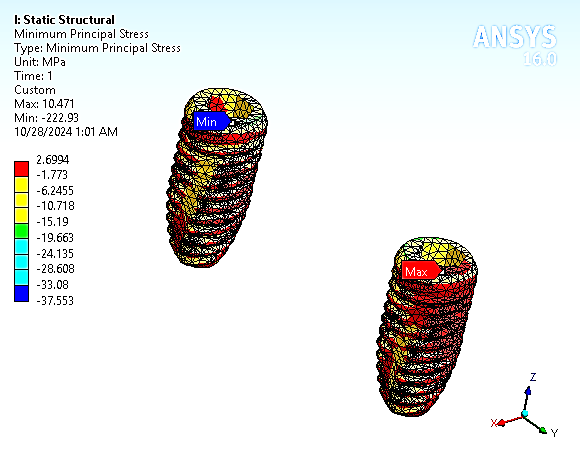 I: Static Structural
Minimum Principal Stress
Type: Minimum Principal Stress
Unit: MPa
Time: 1
Custom
Max: 10.471
Min: -222.93
10/28/2024 1:01 AM
ANSYS
16.0
2.6994
-1.773
-6.2455
-10.718
-15.19
-19.663
-24.135
-28.608
-33.08
-37.553
Min
Max
Z
X
Y